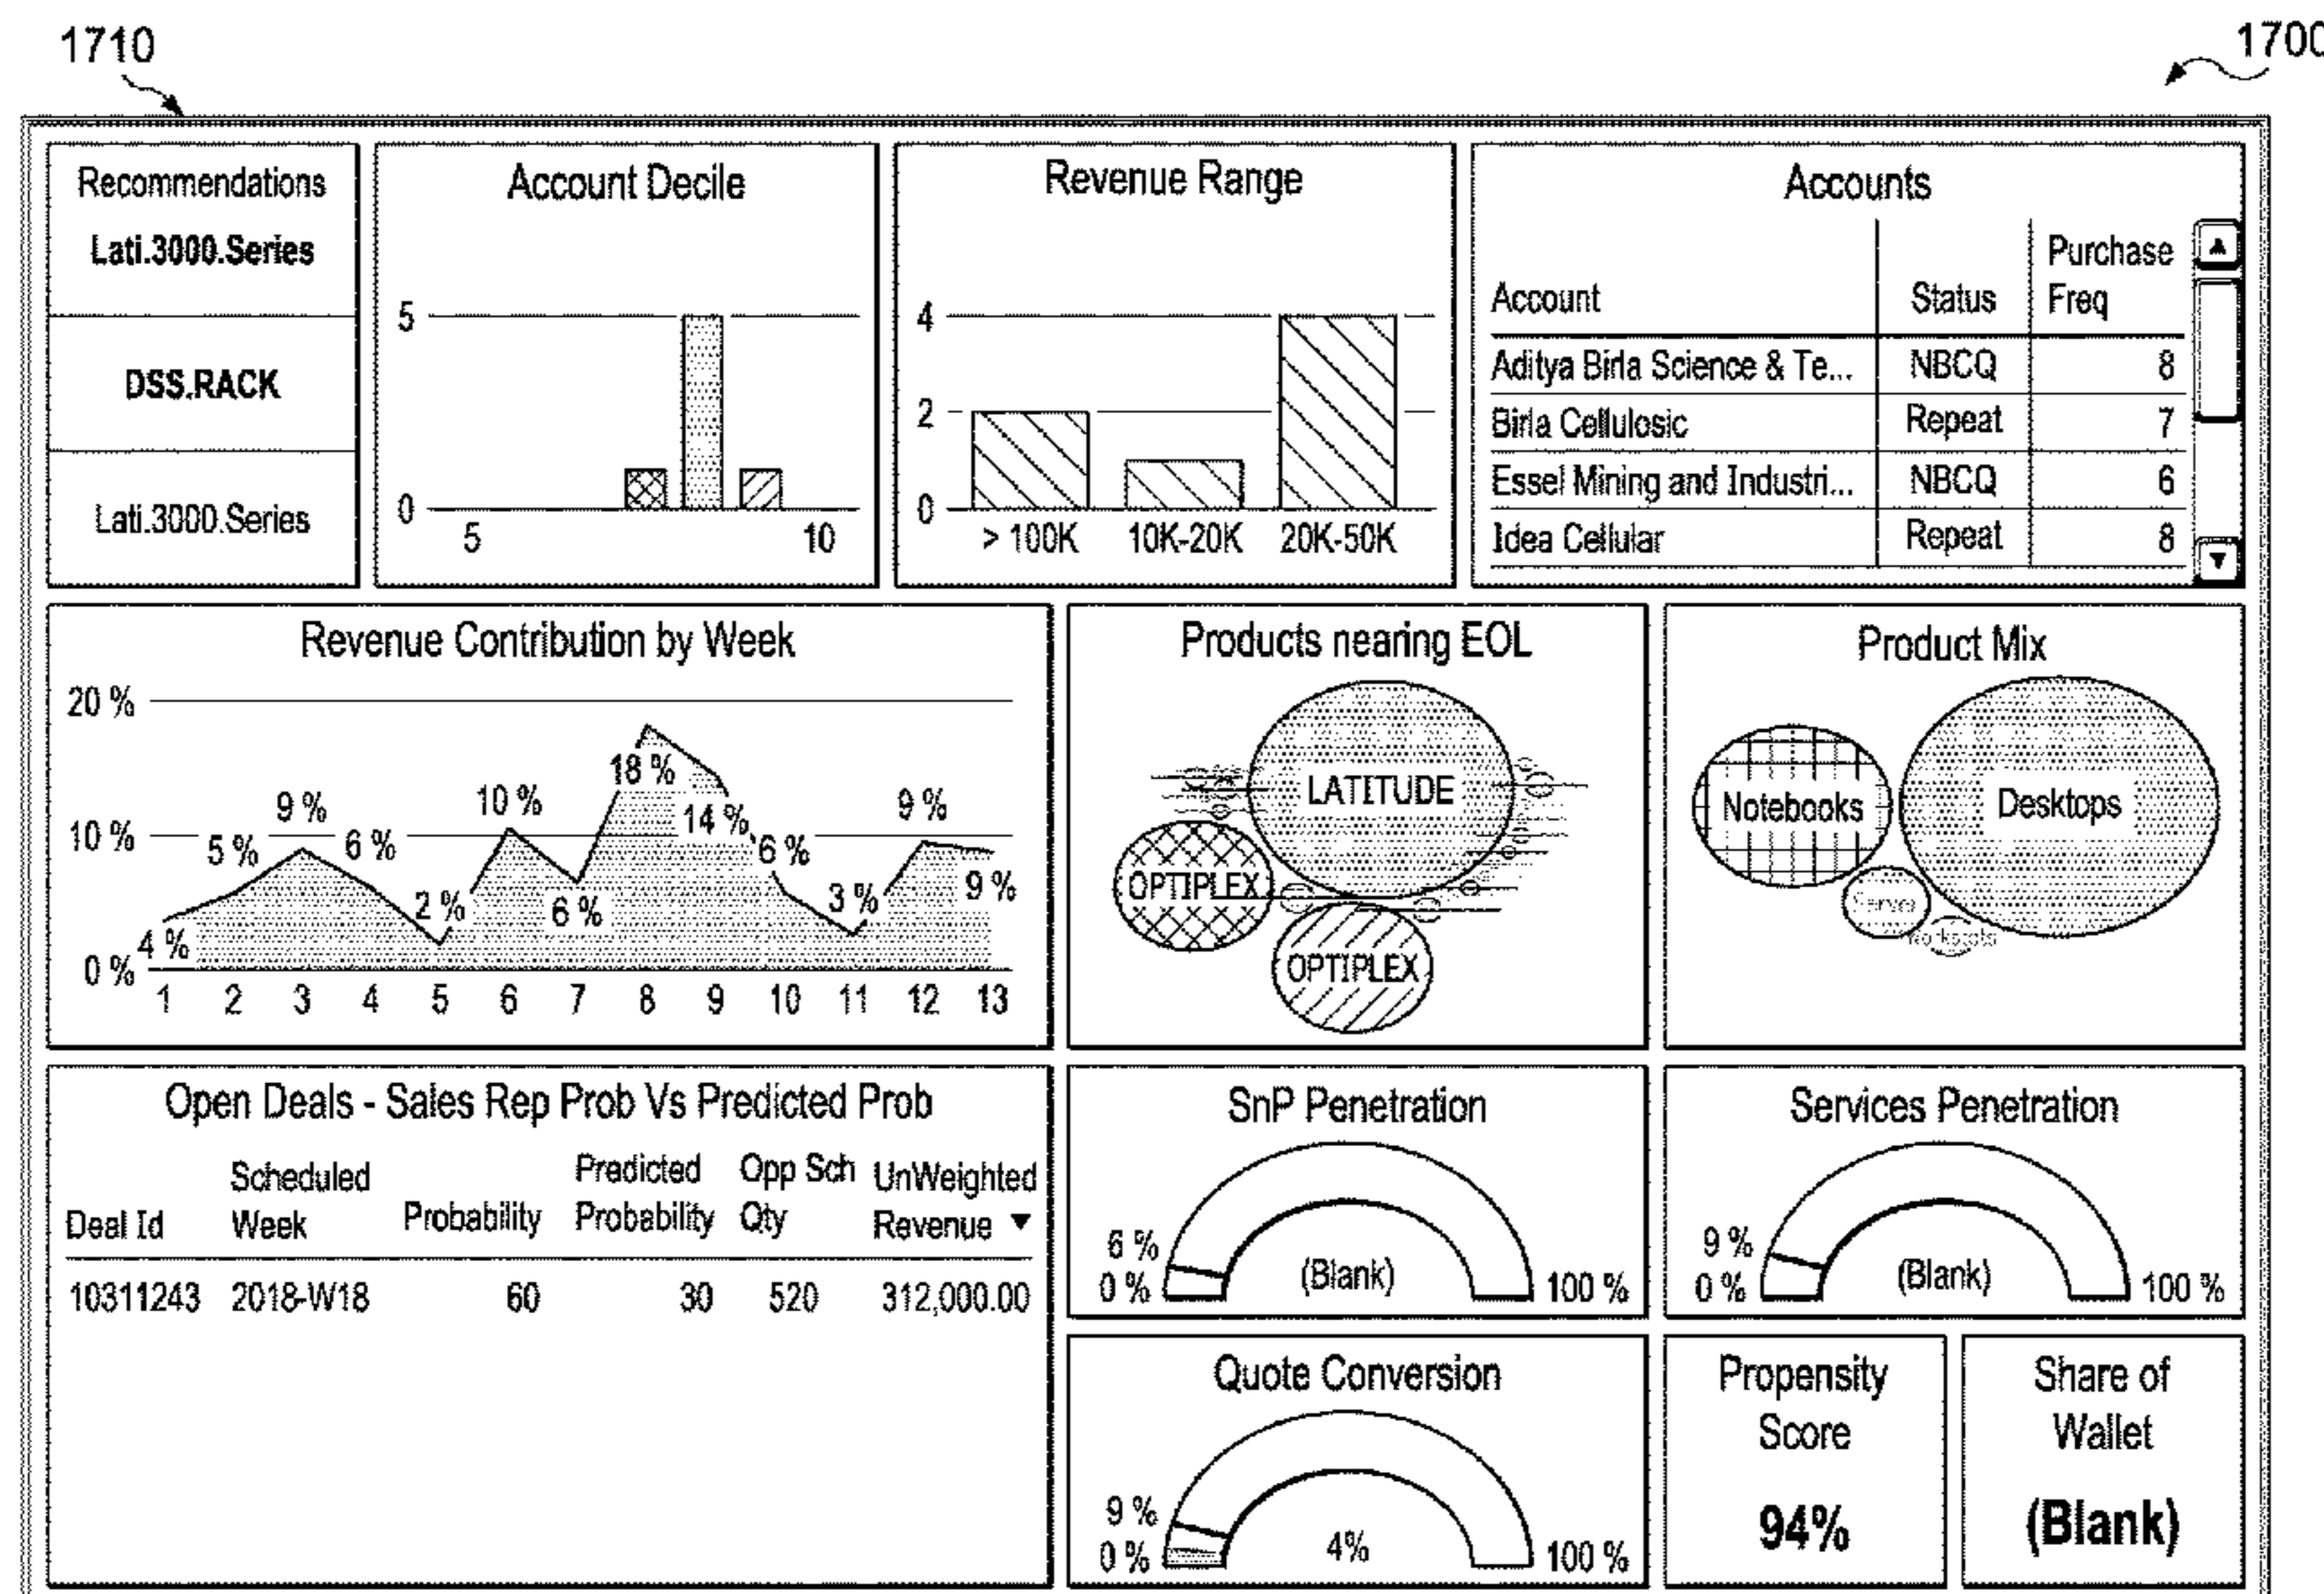 1710
1700
Recommendations
Lati.3000.Series
DSS.RACK
Lati.3000.Series
Account Decile
5
0
5
10
Revenue Range
4
2
0
> 100K
10K-20K
20K-50K
Accounts
Account
Status
Purchase
Freq
Aditya Birla Science & Te...
NBCQ
8
Birla Cellulosic
Repeat
7
Essel Mining and Industri...
NBCQ
6
Idea Cellular
Repeat
8
Revenue Contribution by Week
20 %
10 %
0 %
4 %
5 %
9 %
6 %
2 %
10 %
6 %
18 %
14 %
6 %
3 %
9 %
9 %
1 2 3 4 5 6 7 8 9 10 11 12 13
Products nearing EOL
LATITUDE
OPTIPLEX
OPTIPLEX
Product Mix
Notebooks
Desktops
Server
Open Deals - Sales Rep Prob Vs Predicted Prob
Deal Id
Scheduled
Week
Probability
Predicted
Probability
Opp Sch
Qty
UnWeighted
Revenue ▼
10311243 2018-W18 60 30 520 312,000.00
SnP Penetration
6 %
0 %
(Blank)
100 %
Services Penetration
9 %
0 %
(Blank)
100 %
Quote Conversion
9 %
0 %
4%
100 %
Propensity
Score
94%
Share of
Wallet
(Blank)